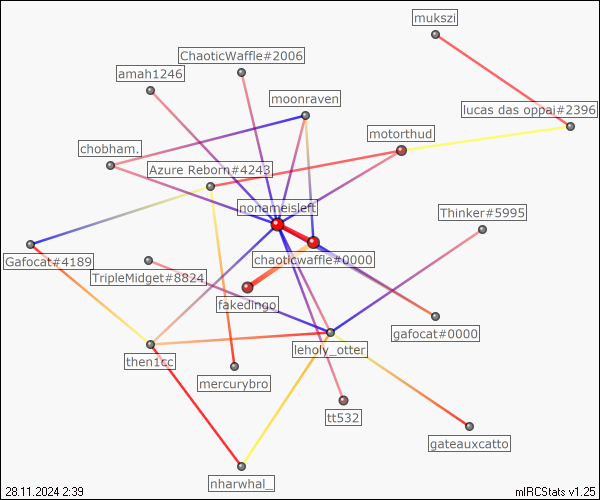 mukszi
ChaoticWaffle#2006
amah1246
moonraven
lucas das oppai#2396
motorthud
chobham.
Azure Reborn#4243
nonameisleft
Thinker#5995
Gafocat#4189
chaoticwaffle#0000
TripleMidget#8824
fakedingo
gafocat#0000
leholy_otter
then1cc
mercurybro
tt532
gateauxcatto
nharwhal_
28.11.2024 2:39
mIRCStats v1.25